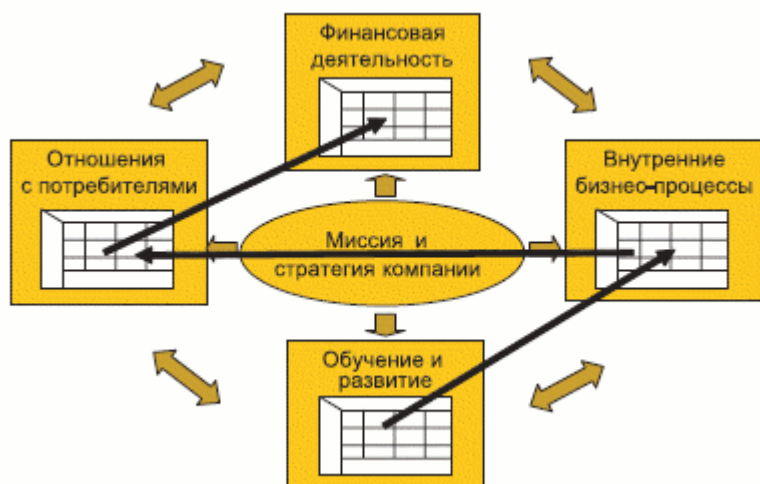 Финансовая
деятельность
Отношения
с потребителями
Внутренние
бизнес-процессы
Миссия и
стратегия компании
Обучение и
развитие